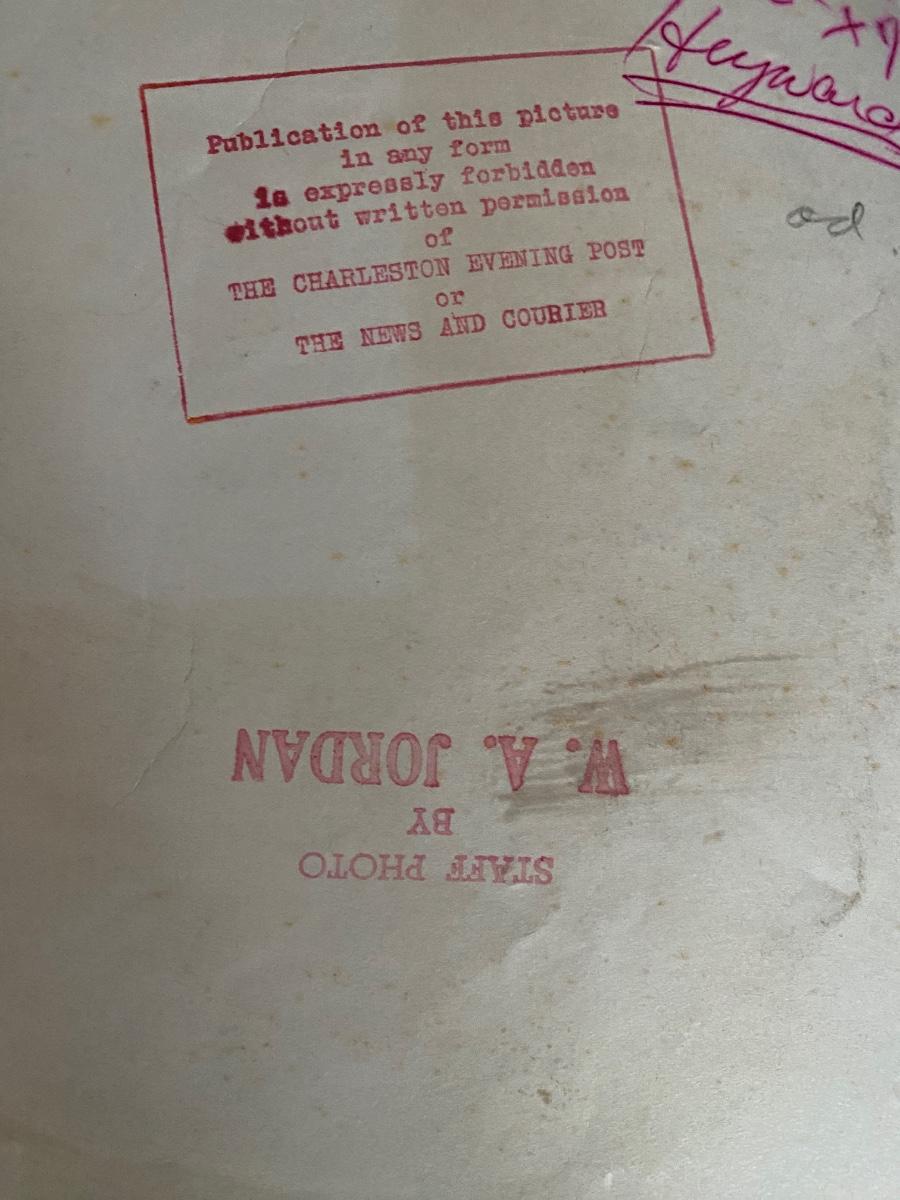 Heyward
Publication of this picture
in any form
is expressly forbidden
without written permission
of
THE CHARLESTON EVENING POST
or
THE NEWS AND COURIER
od
STAFF PHOTO
BY
W. A. JORDAN